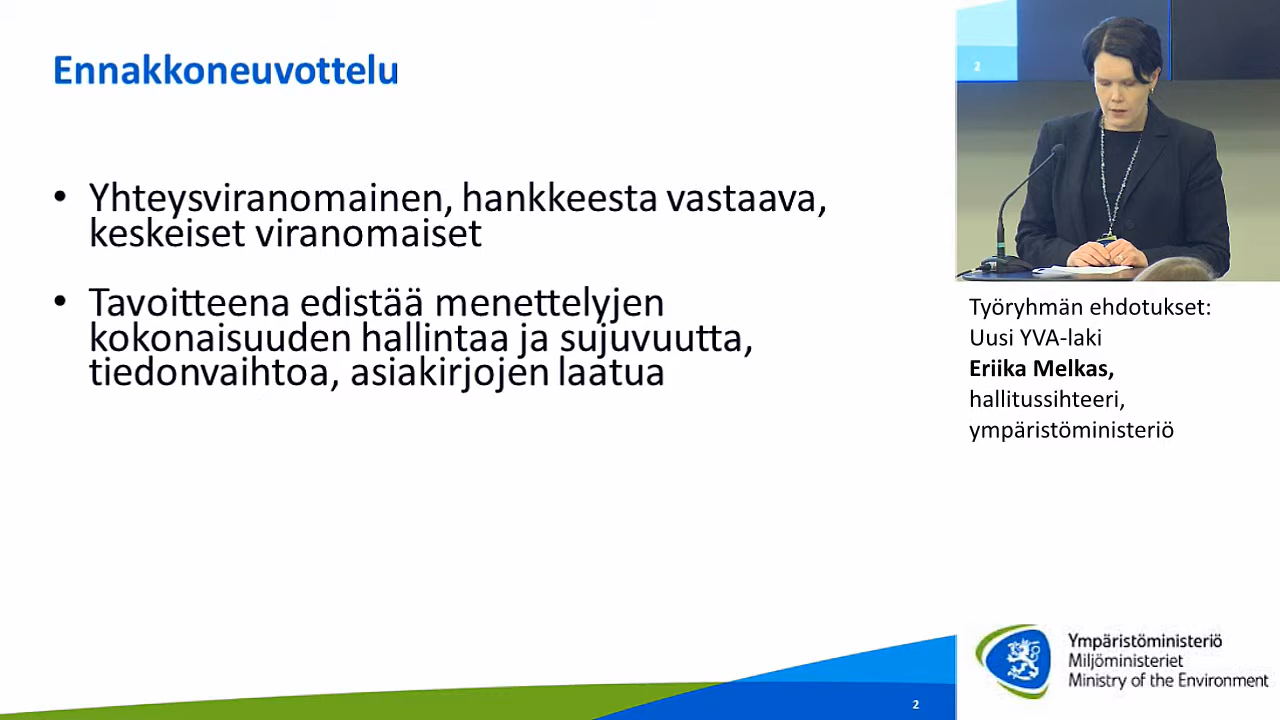 Ennakkoneuvottelu
• Yhteysviranomainen, hankkeesta vastaava,
keskeiset viranomaiset
• Tavoitteena edistää menettelyjen
kokonaisuuden hallintaa ja sujuvuutta,
tiedonvaihtoa, asiakirjojen laatua
2
2
Työryhmän ehdotukset:
Uusi YVA-laki
Eriika Melkas,
hallitussihteeri,
ympäristöministeriö
Ympäristöministeriö
Miljöministeriet
Ministry of the Environment